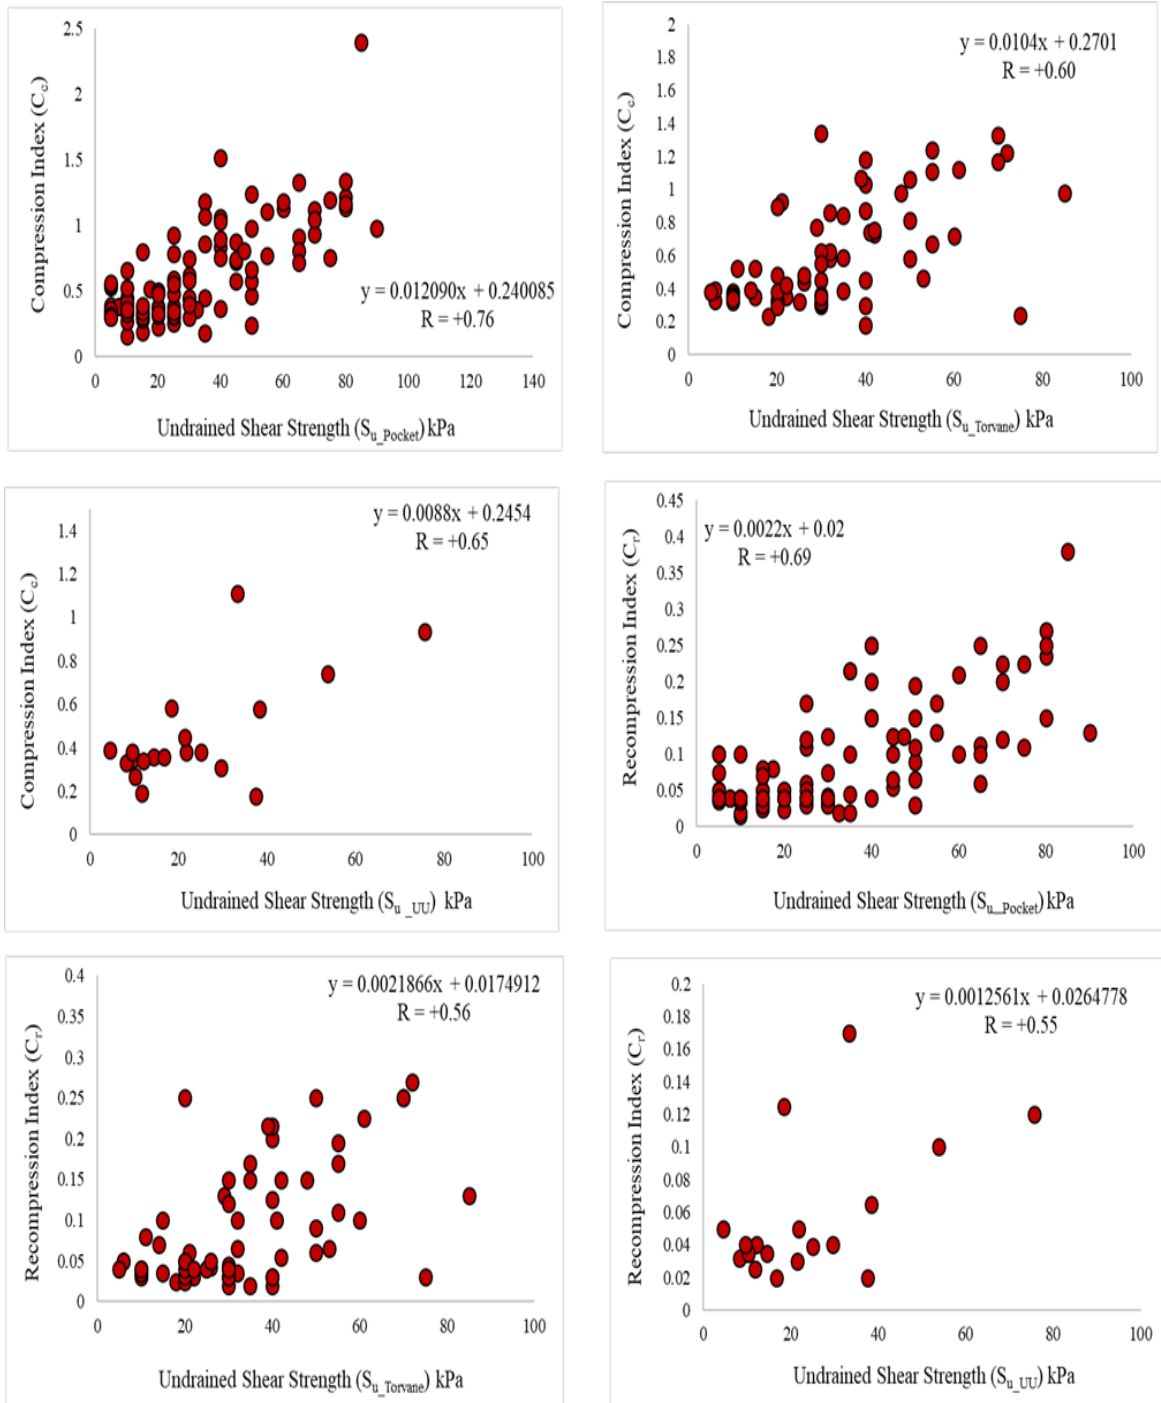 2.5
2
1.5
1
0.5
0
0 20 40 60 80 100 120 140
Compression Index (Cc)
y = 0.012090x + 0.240085
R = +0.76
Undrained Shear Strength (Su_Pocket) kPa
2
1.8
1.6
1.4
1.2
1
0.8
0.6
0.4
0.2
0
0 20 40 60 80 100
Compression Index (Cc)
y = 0.0104x + 0.2701
R = +0.60
Undrained Shear Strength (Su_Torvane) kPa
1.4
1.2
1
0.8
0.6
0.4
0.2
0
0 20 40 60 80 100
Compression Index (Cc)
y = 0.0088x + 0.2454
R = +0.65
Undrained Shear Strength (Su _UU) kPa
0.45
0.4
0.35
0.3
0.25
0.2
0.15
0.1
0.05
0
0 20 40 60 80 100
Recompression Index (Cr)
y = 0.0022x + 0.02
R = +0.69
Undrained Shear Strength (Su_Pocket) kPa
0.4
0.35
0.3
0.25
0.2
0.15
0.1
0.05
0
0 20 40 60 80 100
Recompression Index (Cr)
y = 0.0021866x + 0.0174912
R = +0.56
Undrained Shear Strength (Su_Torvane) kPa
0.2
0.18
0.16
0.14
0.12
0.1
0.08
0.06
0.04
0.02
0
0 20 40 60 80 100
Recompression Index (Cr)
y = 0.0012561x + 0.0264778
R = +0.55
Undrained Shear Strength (Su_UU) kPa